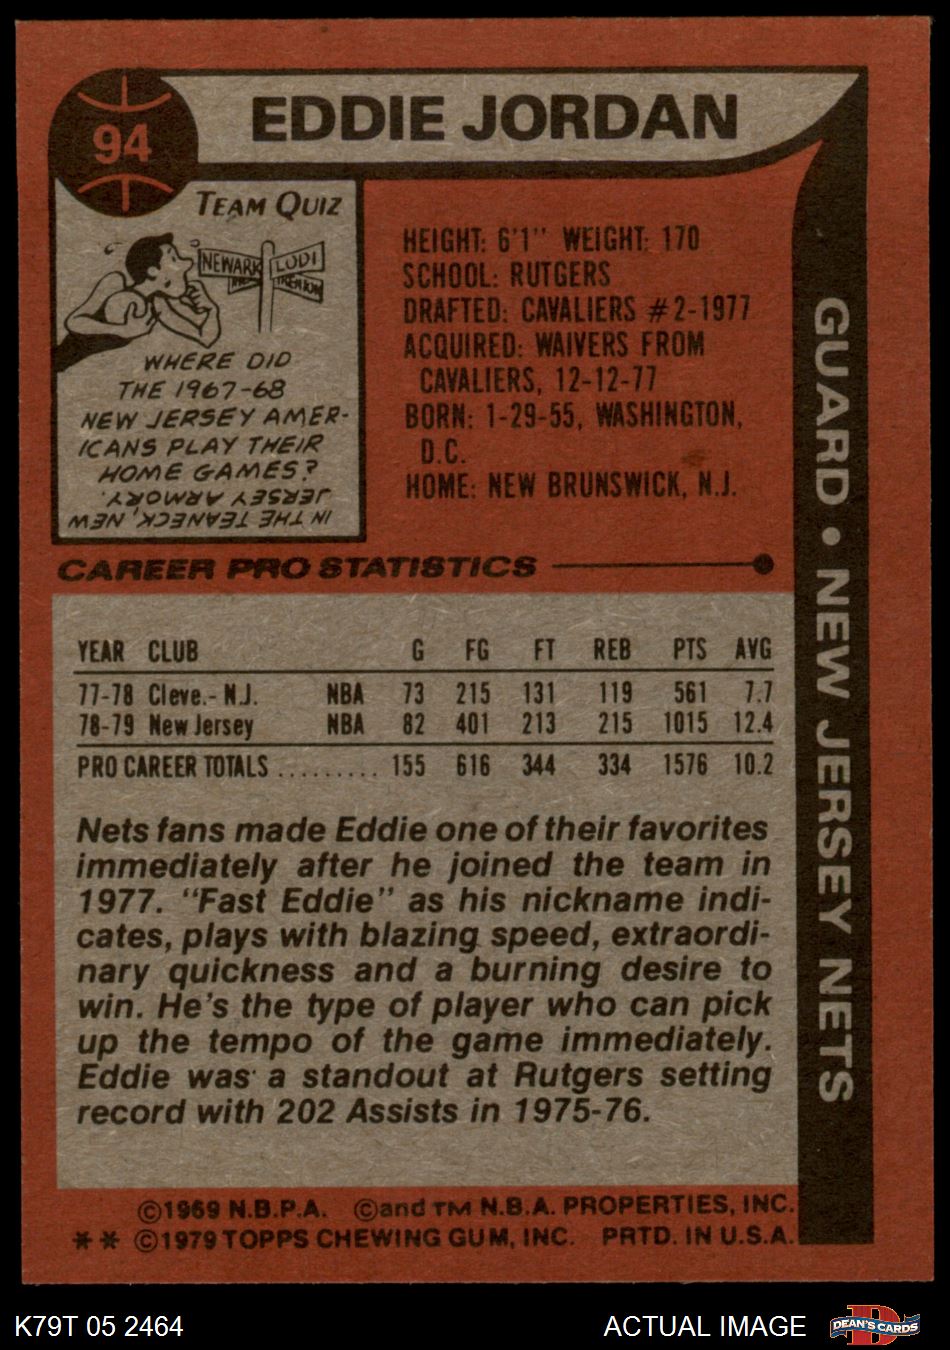 94
EDDIE JORDAN
TEAM QUIZ
NEWARK
LODI
TRENTON
WHERE DID
THE 1967-68
NEW JERSEY AMER-
ICANS PLAY THEIR
HOME GAMES?
IN THE TEANECK, NEW
JERSEY ARMORY.
HEIGHT: 6'1" WEIGHT: 170
SCHOOL: RUTGERS
DRAFTED: CAVALIERS #2-1977
ACQUIRED: WAIVERS FROM
CAVALIERS, 12-12-77
BORN: 1-29-55, WASHINGTON,
D.C.
HOME: NEW BRUNSWICK, N.J.
GUARD • NEW JERSEY NETS
CAREER PRO STATISTICS
YEAR CLUB G FG FT REB PTS AVG
77-78 Cleve.-N.J. NBA 73 215 131 119 561 7.7
78-79 New Jersey NBA 82 401 213 215 1015 12.4
PRO CAREER TOTALS ......... 155 616 344 334 1576 10.2
Nets fans made Eddie one of their favorites
immediately after he joined the team in
1977. "Fast Eddie" as his nickname indi-
cates, plays with blazing speed, extraordi-
nary quickness and a burning desire to
win. He's the type of player who can pick
up the tempo of the game immediately.
Eddie was a standout at Rutgers setting
record with 202 Assists in 1975-76.
©1969 N.B.P.A. ©and TM N.B.A. PROPERTIES, INC.
** ©1979 TOPPS CHEWING GUM, INC. PRTD. IN U.S.A.
K79T 05 2464
ACTUAL IMAGE
DEAN'S CARDS